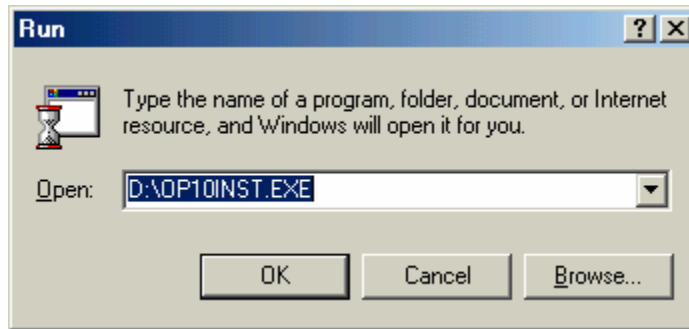 Run
Type the name of a program, folder, document, or Internet
resource, and Windows will open it for you.
Open: D:\OP10INST.EXE
OK Cancel Browse...